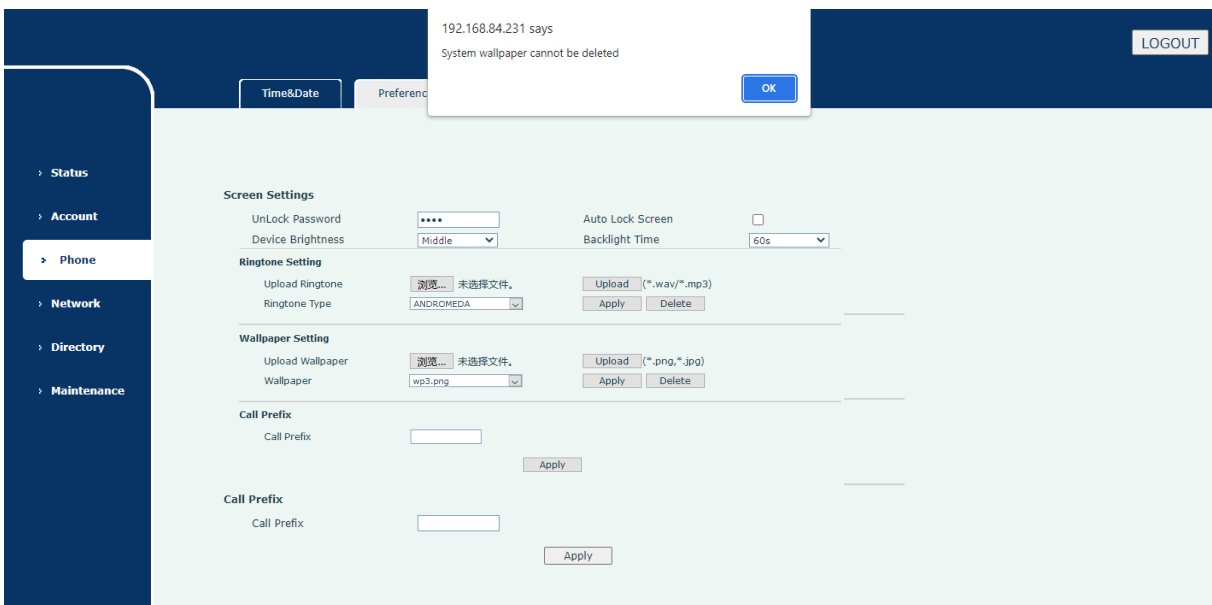 192.168.84.231 says
System wallpaper cannot be deleted
OK
LOGOUT
Time&Date
Preferenc
Status
Account
Phone
Network
Directory
Maintenance
Screen Settings
UnLock Password •••• Auto Lock Screen
Device Brightness Middle Backlight Time 60s
Ringtone Setting
Upload Ringtone 浏览... 未选择文件。 Upload (*.wav/*.mp3)
Ringtone Type ANDROMEDA Apply Delete
Wallpaper Setting
Upload Wallpaper 浏览... 未选择文件。 Upload (*.png,*.jpg)
Wallpaper wp3.png Apply Delete
Call Prefix
Call Prefix
Apply
Call Prefix
Call Prefix
Apply